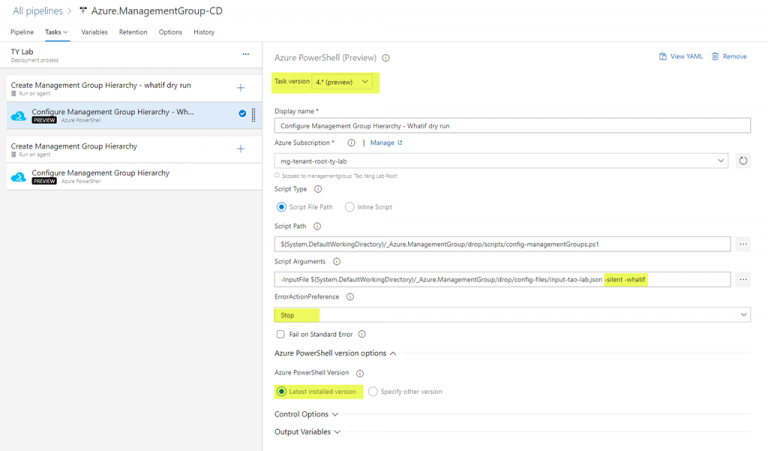 All pipelines > Azure.ManagementGroup-CD
Pipeline Tasks Variables Retention Options History
TY Lab
Deployment process
Create Management Group Hierarchy - whatif dry run
Run on agent
Configure Management Group Hierarchy - Wh...
PREVIEW Azure PowerShell
Create Management Group Hierarchy
Run on agent
Configure Management Group Hierarchy
PREVIEW Azure PowerShell
Azure PowerShell (Preview)
View YAML Remove
Task version 4.* (preview)
Display name *
Configure Management Group Hierarchy - Whatif dry run
Azure Subscription * | Manage
mg-tenant-root-ty-lab
Scoped to managementgroup 'Tao Yang Lab Root'
Script Type
Script File Path Inline Script
Script Path
$(System.DefaultWorkingDirectory)/_Azure.ManagementGroup/drop/scripts/config-managementGroups.ps1
Script Arguments
-InputFile $(System.DefaultWorkingDirectory)/_Azure.ManagementGroup/drop/config-files/input-tao-lab.json -silent -whatif
ErrorActionPreference
Stop
Fail on Standard Error
Azure PowerShell version options
Azure PowerShell Version
Latest installed version Specify other version
Control Options
Output Variables